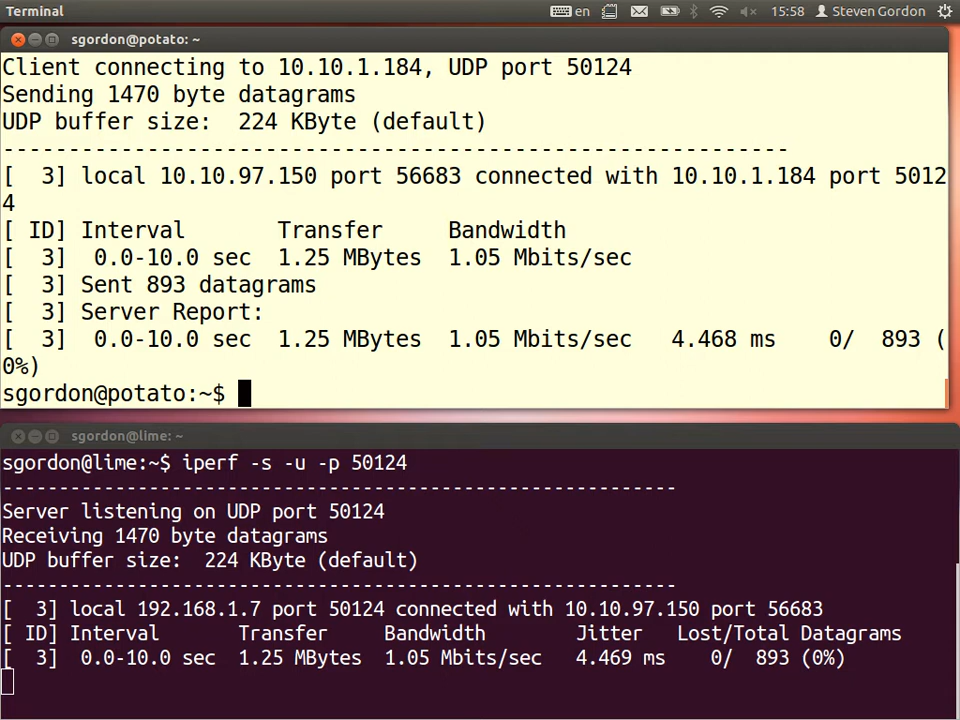 Terminal en 15:58 Steven Gordon
sgordon@potato: ~
Client connecting to 10.10.1.184, UDP port 50124
Sending 1470 byte datagrams
UDP buffer size:  224 KByte (default)
------------------------------------------------------------
[  3] local 10.10.97.150 port 56683 connected with 10.10.1.184 port 5012
4
[ ID] Interval       Transfer     Bandwidth
[  3]  0.0-10.0 sec  1.25 MBytes  1.05 Mbits/sec
[  3] Sent 893 datagrams
[  3] Server Report:
[  3]  0.0-10.0 sec  1.25 MBytes  1.05 Mbits/sec   4.468 ms    0/  893 (
0%)
sgordon@potato:~$
sgordon@lime: ~
sgordon@lime:~$ iperf -s -u -p 50124
------------------------------------------------------------
Server listening on UDP port 50124
Receiving 1470 byte datagrams
UDP buffer size:  224 KByte (default)
------------------------------------------------------------
[  3] local 192.168.1.7 port 50124 connected with 10.10.97.150 port 56683
[ ID] Interval       Transfer     Bandwidth        Jitter   Lost/Total Datagrams
[  3]  0.0-10.0 sec  1.25 MBytes  1.05 Mbits/sec   4.469 ms    0/  893 (0%)